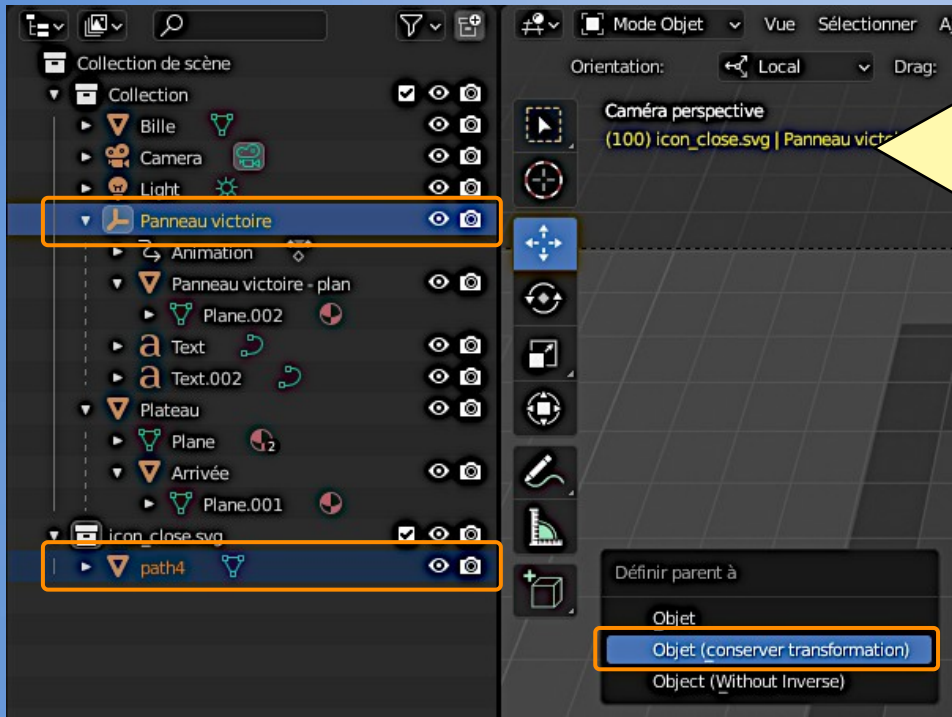 Mode Objet Vue Sélectionner
Collection de scène
Orientation: Local Drag:
Collection
Caméra perspective
Bille
(100) icon_close.svg | Panneau
Camera
Light
Panneau victoire
Animation
Panneau victoire - plan
Plane.002
Text
Text.002
Plateau
Plane 2
Arrivée
Plane.001
icon_close.svg
path4
Définir parent à
Objet
Objet (conserver transformation)
Object (Without Inverse)